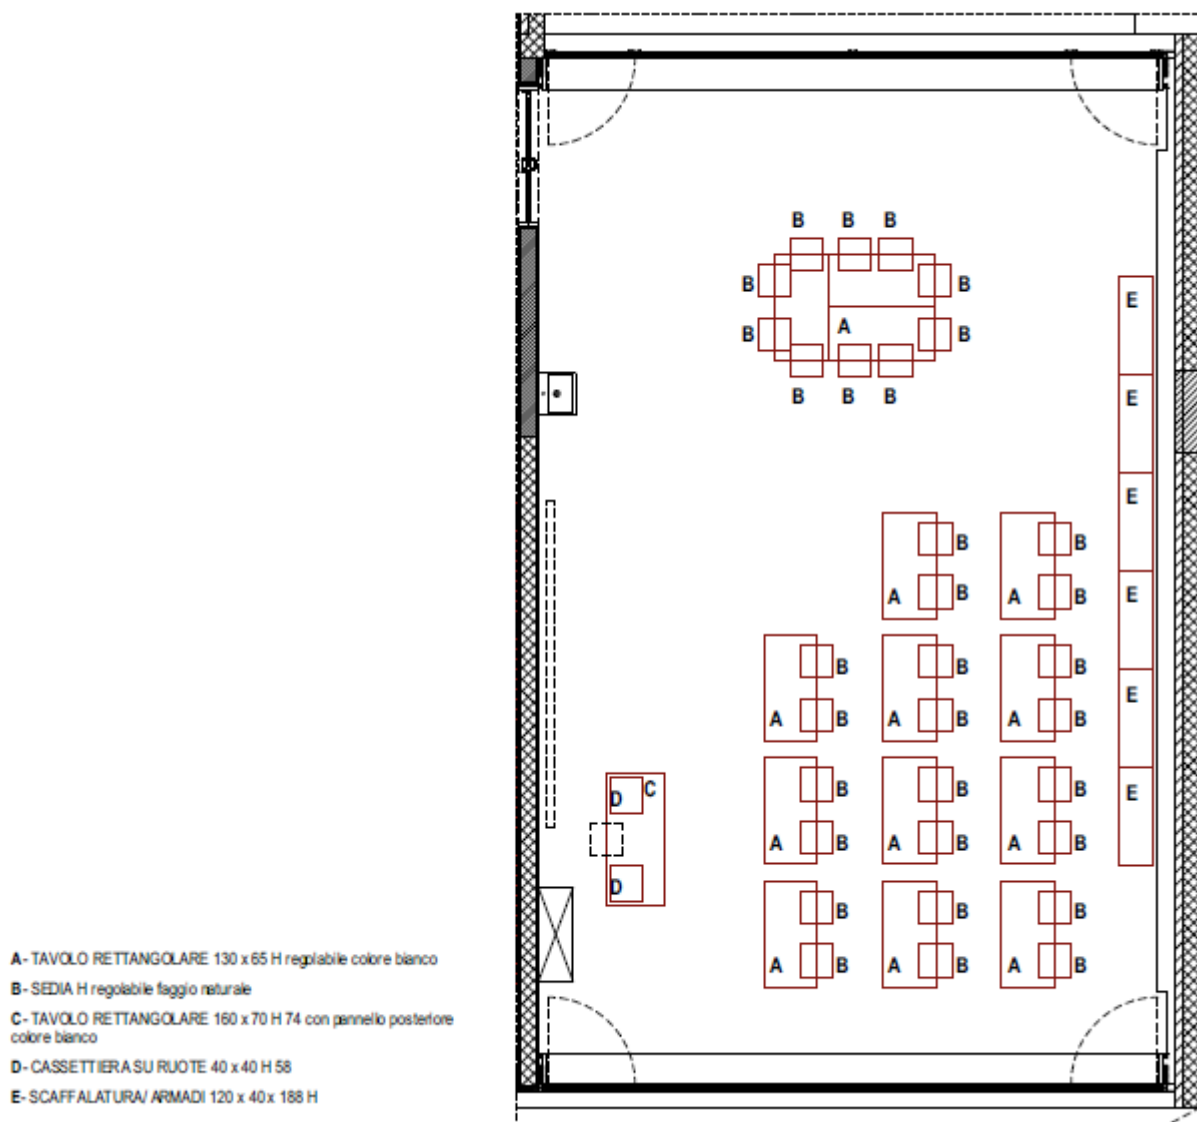 B B B
B B
E
A
B B
B B B
E
E
B B
E
A B A B
B B B
E
A B A B A B
B B B
D C
E
A B A B A B
D
B B B
A B A B A B
A- TAVOLO RETTANGOLARE 130 x 65 H regolabile colore bianco
B- SEDIA H regolabile faggio naturale
C- TAVOLO RETTANGOLARE 160 x 70 H 74 con pannello posteriore
colore bianco
D- CASSETTIERA SU RUOTE 40 x 40 H 58
E- SCAFFALATURA/ ARMADI 120 x 40 x 188 H